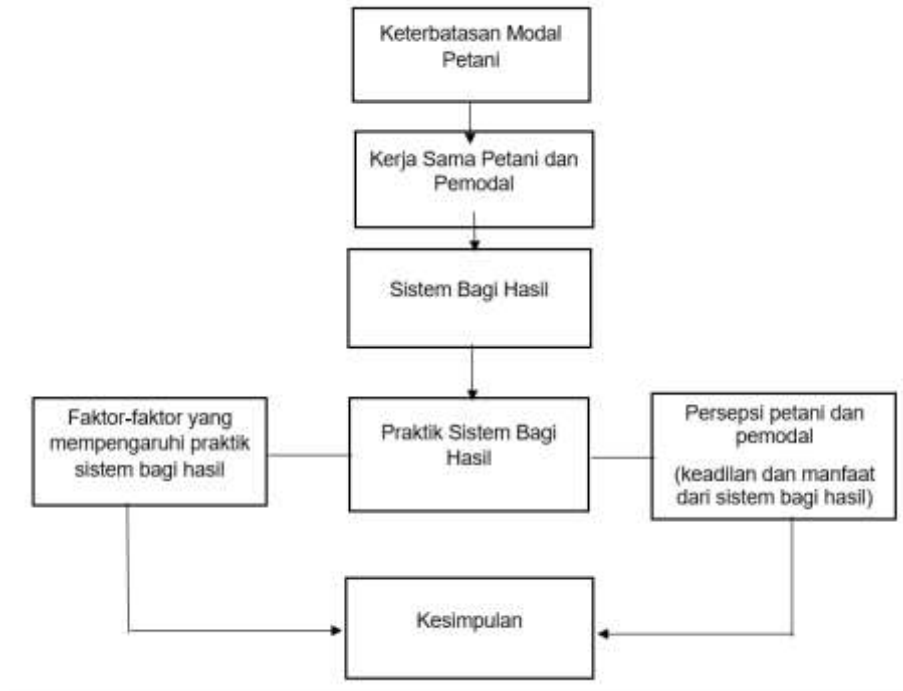 Keterbatasan Modal
Petani
Kerja Sama Petani dan
Pemodal
Sistem Bagi Hasil
Faktor-faktor yang
mempengaruhi praktik
sistem bagi hasil
Praktik Sistem Bagi
Hasil
Persepsi petani dan
pemodal
(keadilan dan manfaat
dari sistem bagi hasil)
Kesimpulan